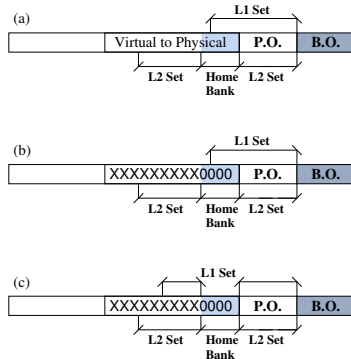 (a)
L1 Set
Virtual to Physical P.O. B.O.
L2 Set Home L2 Set
Bank
(b)
L1 Set
XXXXXXXXX0000 P.O. B.O.
L2 Set Home L2 Set
Bank
(c)
L1 Set
XXXXXXXXX0000 P.O. B.O.
L2 Set Home L2 Set
Bank